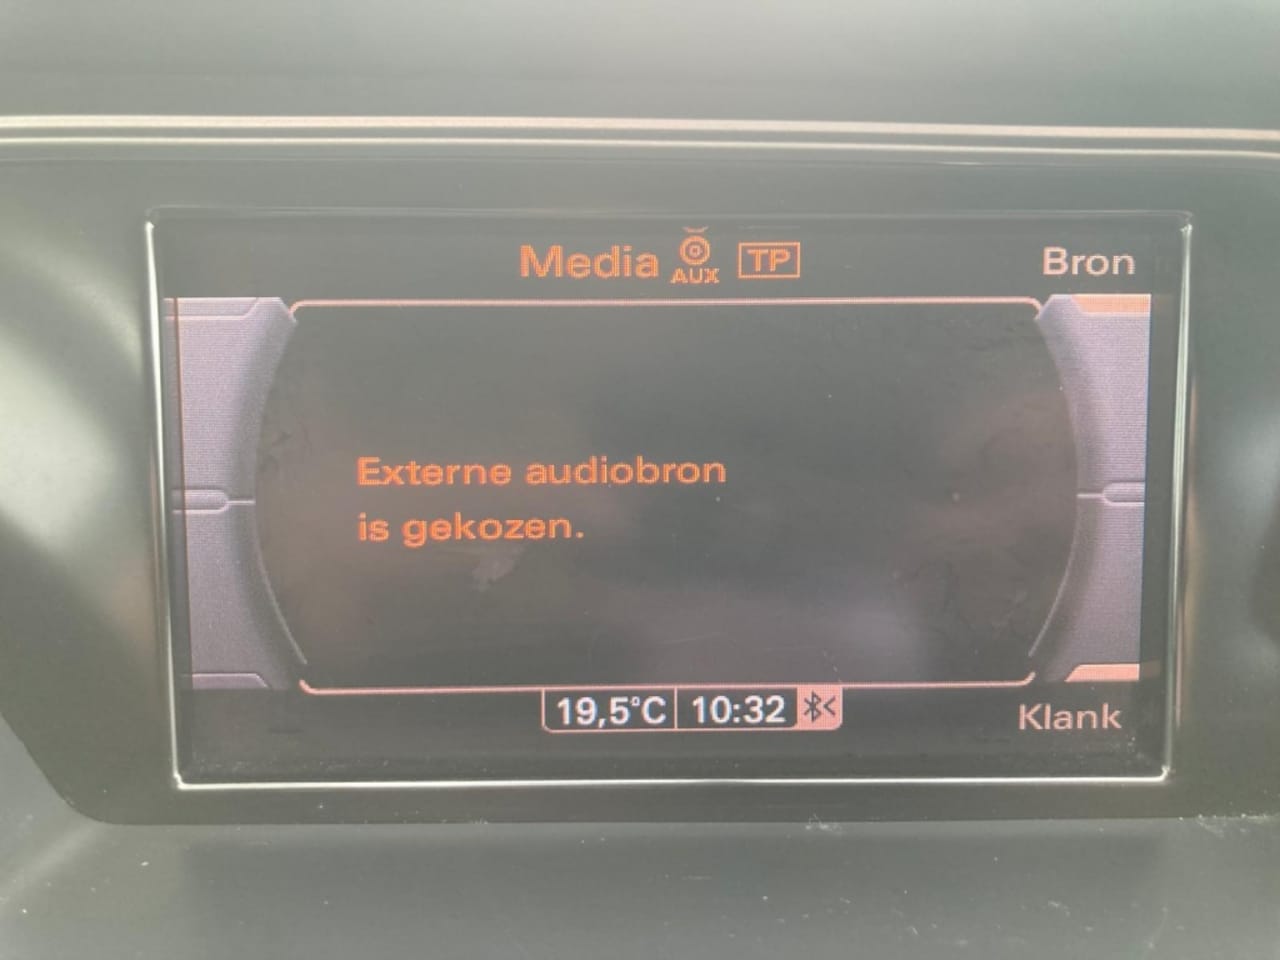 Media AUX TP Bron
Externe audiobron
is gekozen.
19,5°C 10:32 Klank